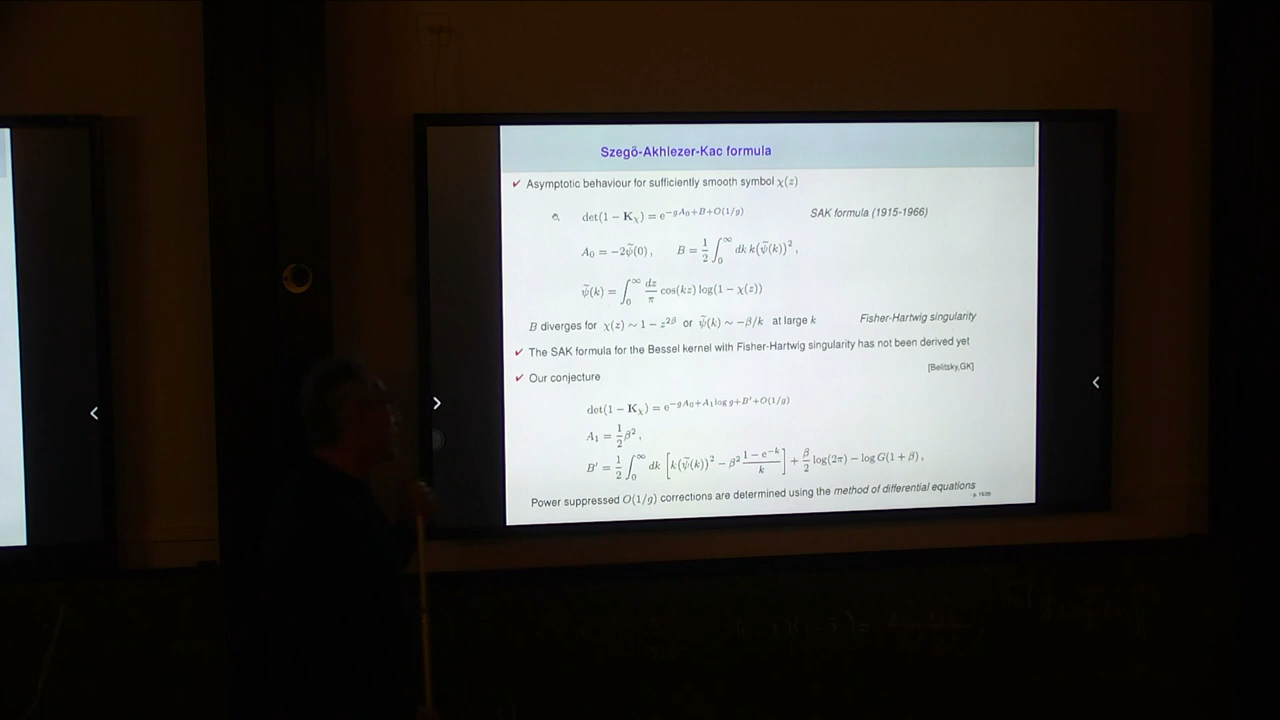 Szegő-Akhiezer-Kac formula
✔ Asymptotic behaviour for sufficiently smooth symbol χ(z)
det(1 − K_χ) = e^{−gA_0+B+O(1/g)} SAK formula (1915-1966)
A_0 = −2ψ̃(0), B = 1/2 ∫_0^∞ dk k(ψ̃(k))^2,
ψ̃(k) = ∫_0^∞ dz/π cos(kz) log(1 − χ(z))
B diverges for χ(z) ∼ 1 − z^{2β} or ψ̃(k) ∼ −β/k at large k Fisher-Hartwig singularity
✔ The SAK formula for the Bessel kernel with Fisher-Hartwig singularity has not been derived yet
✔ Our conjecture [Belitsky,GK]
det(1 − K_χ) = e^{−gA_0+A_1 log g+B′+O(1/g)}
A_1 = 1/2 β^2,
B′ = 1/2 ∫_0^∞ dk [k(ψ̃(k))^2 − β^2 (1 − e^{−k})/k] + β/2 log(2π) − log G(1 + β),
Power suppressed O(1/g) corrections are determined using the method of differential equations